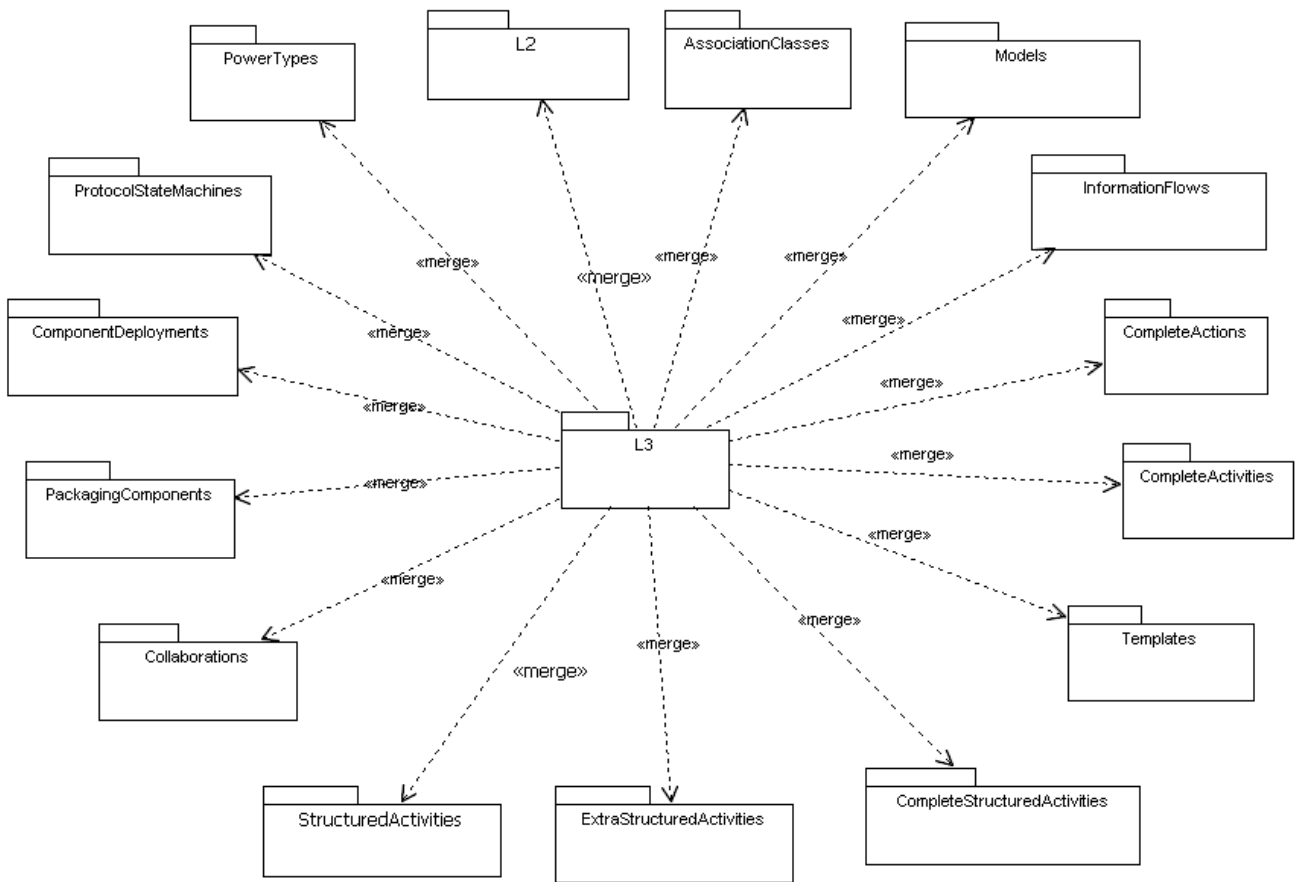 L2
AssociationClasses
Models
PowerTypes
ProtocolStateMachines
InformationFlows
«merge»
«merge»
«merge»
«merge»
«merge»
«merge»
ComponentDeployments
CompleteActions
«merge»
«merge»
L3
«merge»
CompleteActivities
PackagingComponents
«merge»
«merge»
«merge»
«merge»
Templates
«merge»
Collaborations
«merge»
StructuredActivities
ExtraStructuredActivities
CompleteStructuredActivities